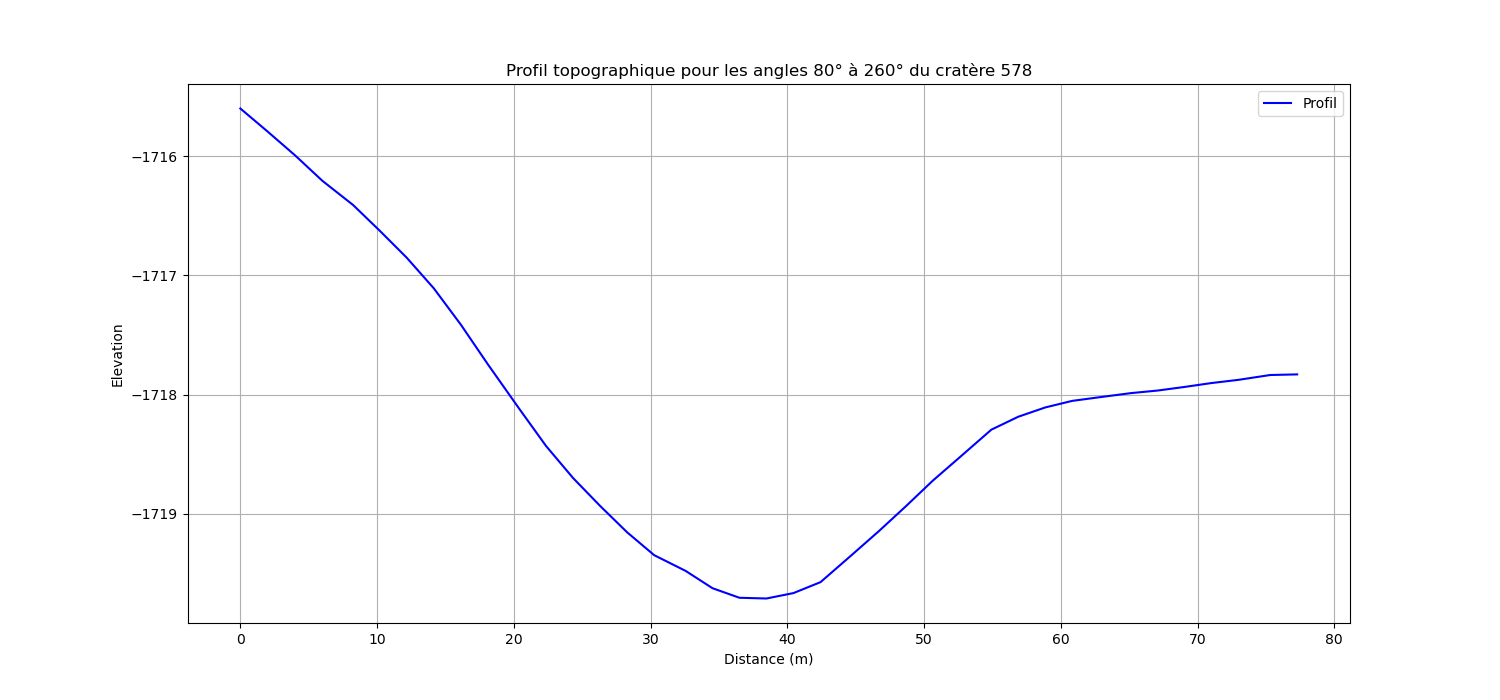 Profil topographique pour les angles 80° à 260° du cratère 578
Profil
−1716
−1717
−1718
−1719
Elevation
0 10 20 30 40 50 60 70 80
Distance (m)